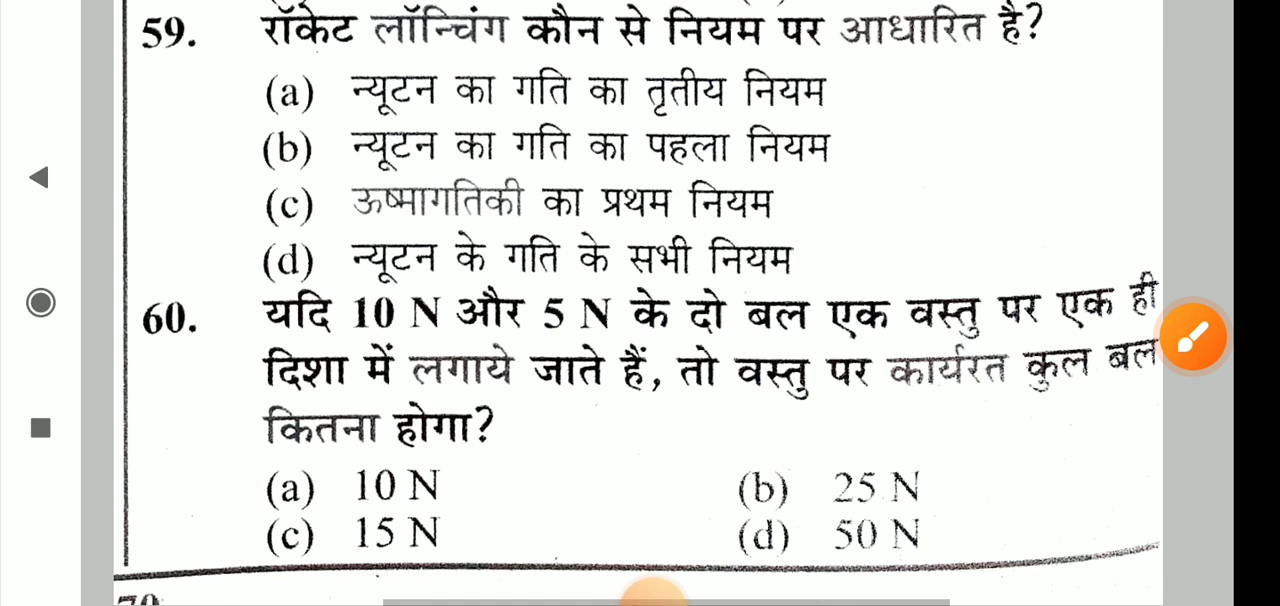 59. रॉकेट लॉन्चिंग कौन से नियम पर आधारित है?
(a) न्यूटन का गति का तृतीय नियम
(b) न्यूटन का गति का पहला नियम
(c) ऊष्मागतिकी का प्रथम नियम
(d) न्यूटन के गति के सभी नियम
60. यदि 10 N और 5 N के दो बल एक वस्तु पर एक ही
दिशा में लगाये जाते हैं, तो वस्तु पर कार्यरत कुल बल
कितना होगा?
(a) 10 N (b) 25 N
(c) 15 N (d) 50 N